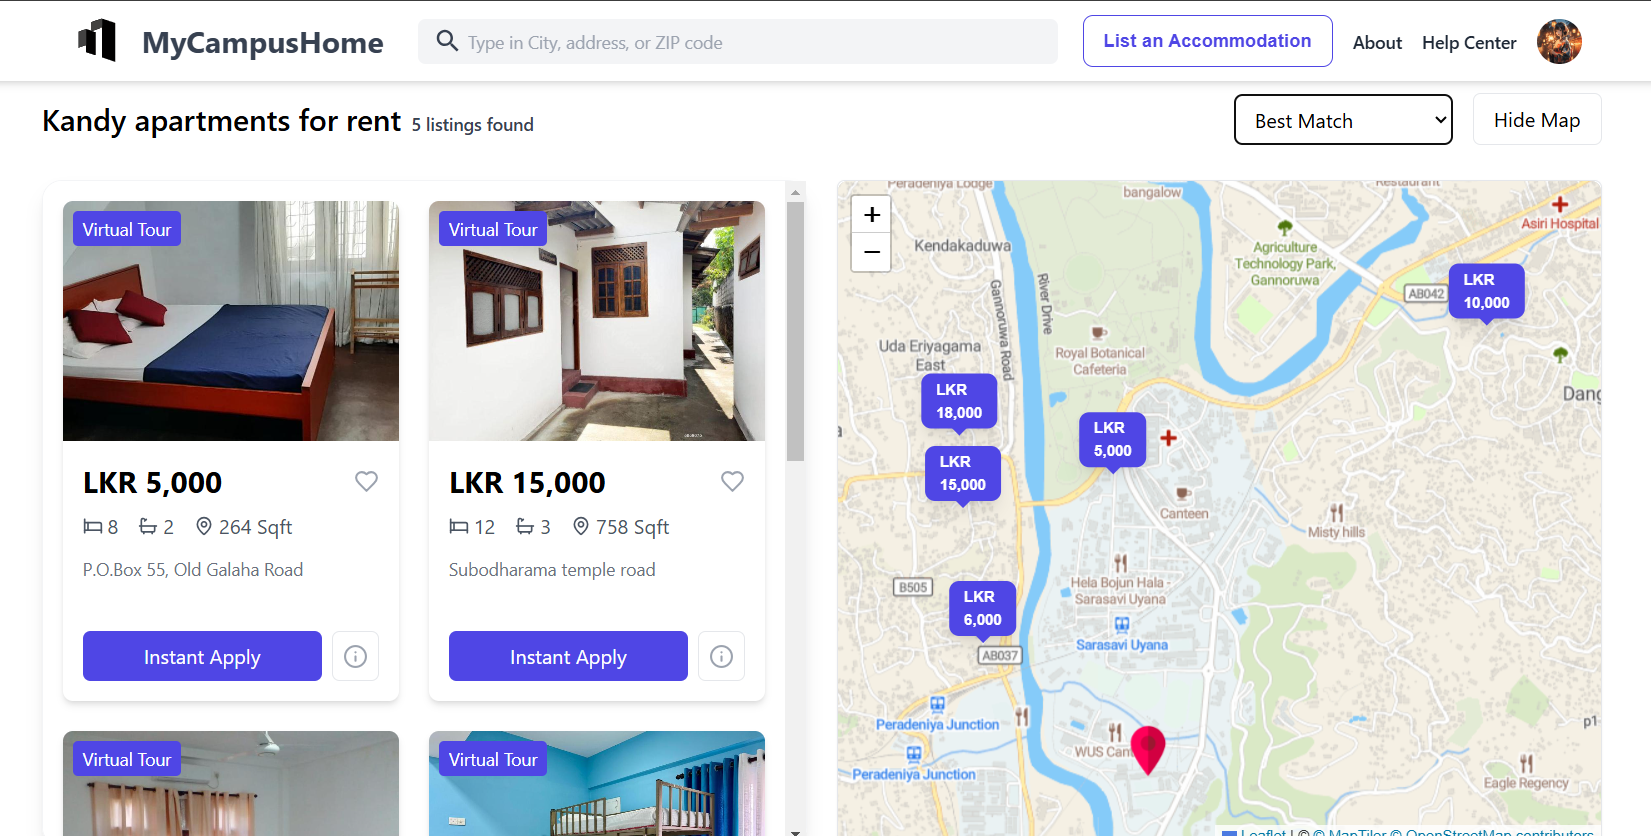 MyCampusHome
Type in City, address, or ZIP code
List an Accommodation
About
Help Center
Kandy apartments for rent
5 listings found
Best Match
Hide Map
Virtual Tour
LKR 5,000
8
2
264 Sqft
P.O.Box 55, Old Galaha Road
Instant Apply
Virtual Tour
LKR 15,000
12
3
758 Sqft
Subodharama temple road
Instant Apply
Virtual Tour
Virtual Tour
+
−
Peradeniya Lodge
bangalow
Restaurant
Asiri Hospital
Kendakaduwa
Agriculture
Technology Park,
Gannoruwa
River Drive
Gannoruwa Road
AB042
LKR
10,000
Uda Eriyagama
East
Royal Botanical
Cafeteria
LKR
18,000
LKR
5,000
LKR
15,000
Canteen
Misty hills
B505
Hela Bojun Hala -
Sarasavi Uyana
LKR
6,000
Sarasavi Uyana
AB037
Peradeniya Junction
WUS
p1
Peradeniya Junction
Eagle Regency
Leaflet | © © MapTiler © OpenStreetMap contributors